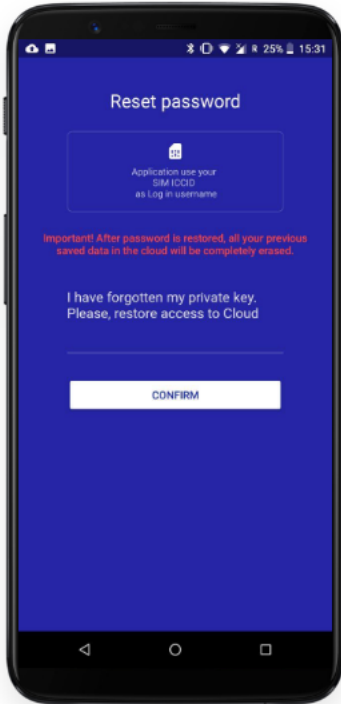 R 25% 15:31
Reset password
Application use your
SIM ICCID
as Log in username
Important! After password is restored, all your previous
saved data in the cloud will be completely erased.
I have forgotten my private key.
Please, restore access to Cloud
CONFIRM